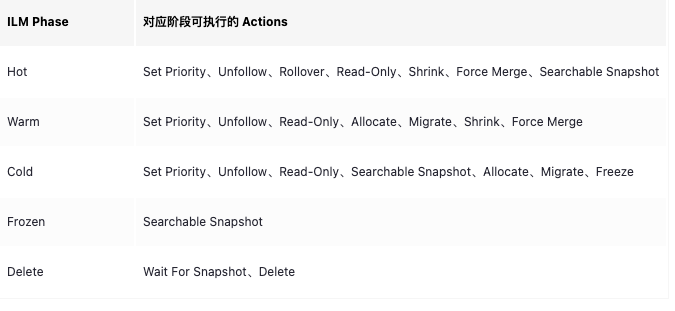 ILM Phase 对应阶段可执行的 Actions
Hot Set Priority、Unfollow、Rollover、Read-Only、Shrink、Force Merge、Searchable Snapshot
Warm Set Priority、Unfollow、Read-Only、Allocate、Migrate、Shrink、Force Merge
Cold Set Priority、Unfollow、Read-Only、Searchable Snapshot、Allocate、Migrate、Freeze
Frozen Searchable Snapshot
Delete Wait For Snapshot、Delete